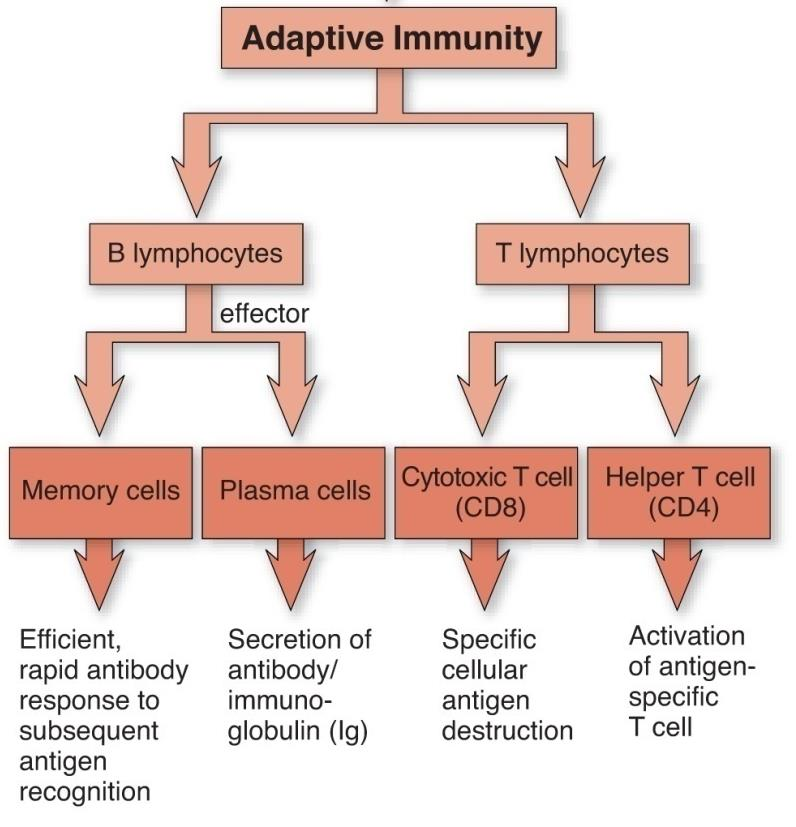 Adaptive Immunity
B lymphocytes
T lymphocytes
effector
Memory cells
Plasma cells
Cytotoxic T cell
(CD8)
Helper T cell
(CD4)
Efficient,
rapid antibody
response to
subsequent
antigen
recognition
Secretion of
antibody/
immuno-
globulin (Ig)
Specific
cellular
antigen
destruction
Activation
of antigen-
specific
T cell